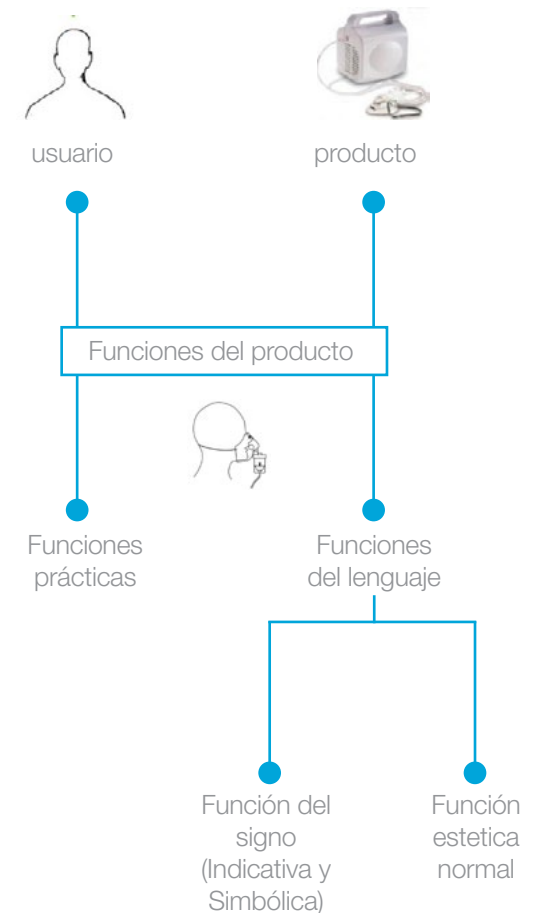 usuario
producto
Funciones del producto
Funciones
prácticas
Funciones
del lenguaje
Función del
signo
(Indicativa y
Simbólica)
Función
estetica
normal